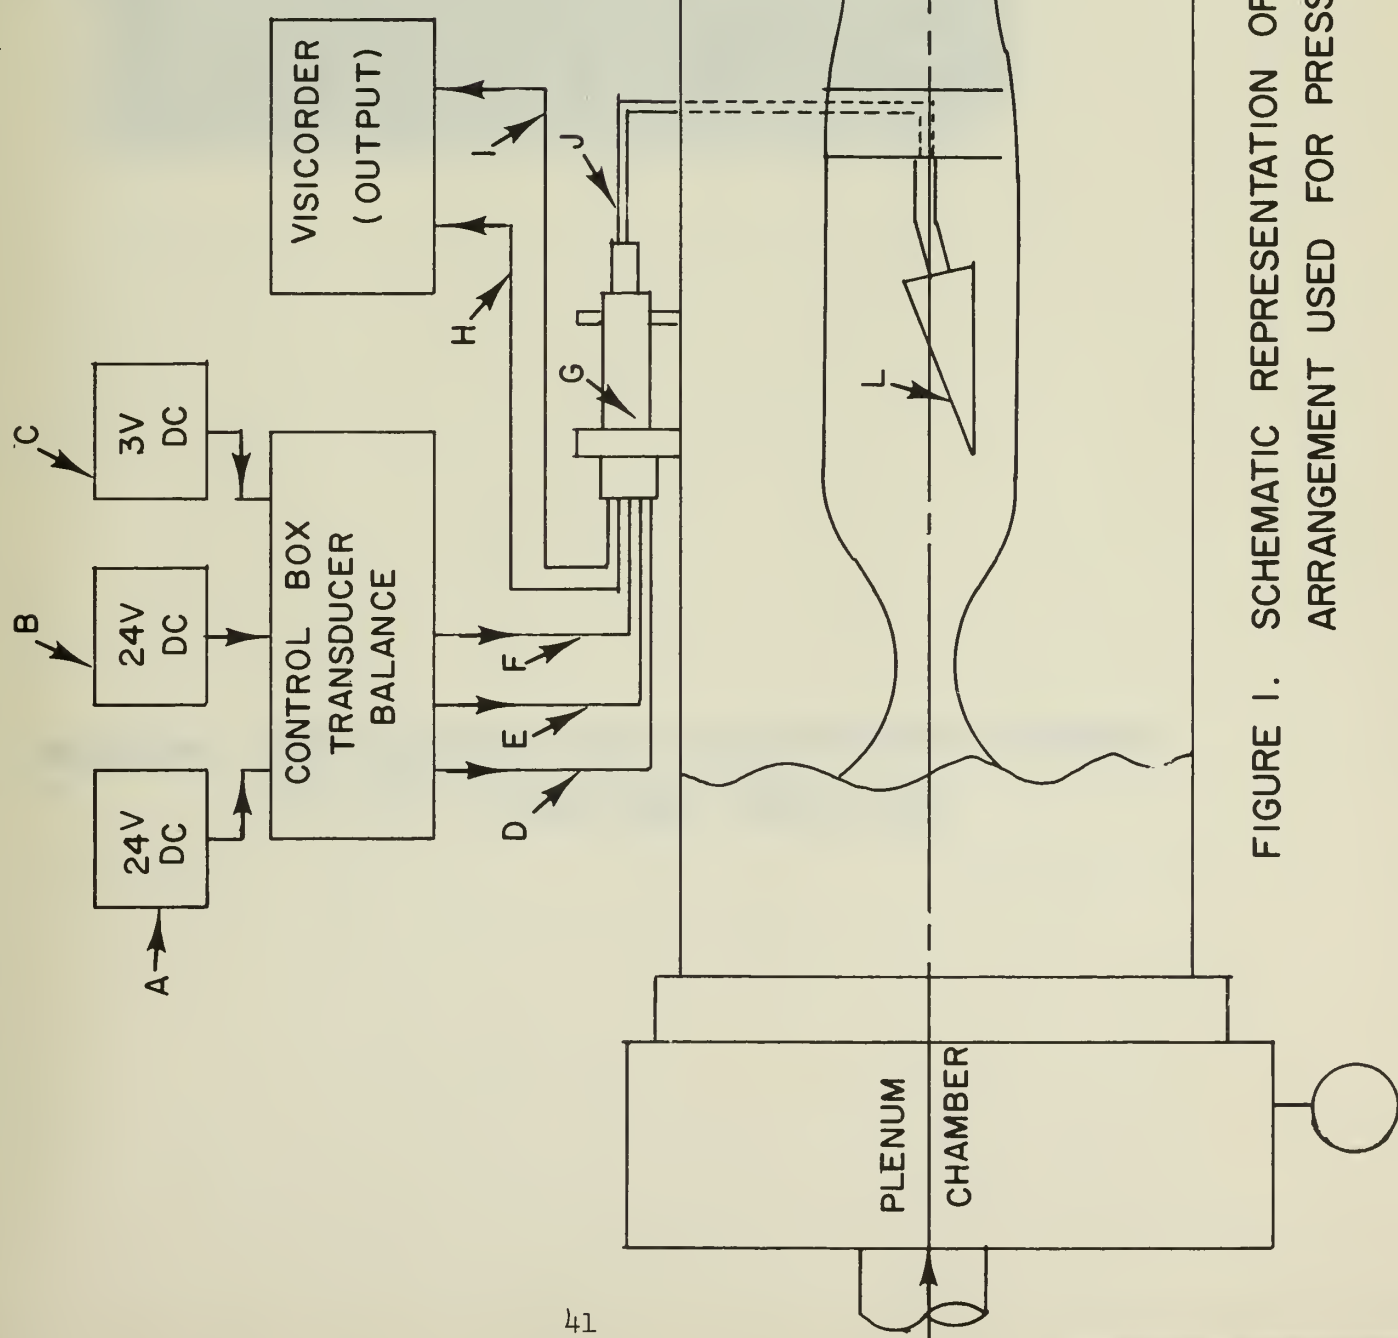 A
24V
DC
B
24V
DC
C
3V
DC
CONTROL BOX
TRANSDUCER
BALANCE
VISICORDER
(OUTPUT)
D
E
F
H
I
G
J
L
PLENUM
CHAMBER
FIGURE 1. SCHEMATIC REPRESENTATION OF
ARRANGEMENT USED FOR PRESS
41